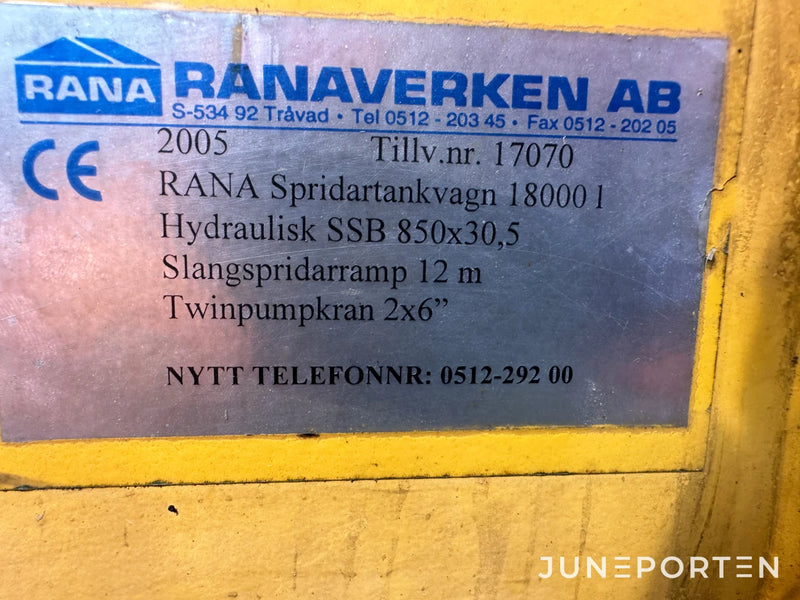 RANA RANAVERKEN AB
S-534 92 Tråvad • Tel 0512 - 203 45 • Fax 0512 - 202 05
CE 2005 Tillv.nr. 17070
RANA Spridartankvagn 18000 l
Hydraulisk SSB 850x30,5
Slangspridarramp 12 m
Twinpumpkran 2x6”
NYTT TELEFONNR: 0512-292 00
JUNEPORTEN